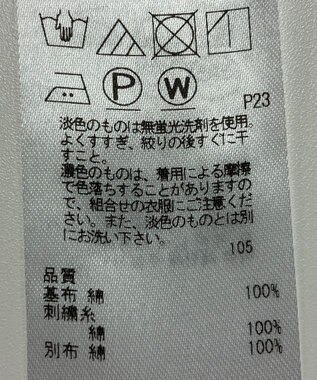 P
W
P23
淡色のものは無蛍光洗剤を使用
よくすすぎ、絞りの後すぐに干
すこと。
濃色のものは、着用による摩擦
で色落ちすることがありますの
で、組合せの衣服にご注意くだ
さい。また、淡色のものとは別
にお洗い下さい。
105
品質
基布 綿 100%
刺繍糸
綿 100%
別布 綿 100%